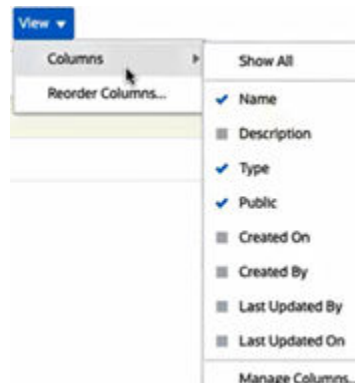 View
Columns
Reorder Columns...
Show All
Name
Description
Type
Public
Created On
Created By
Last Updated By
Last Updated On
Manage Columns..